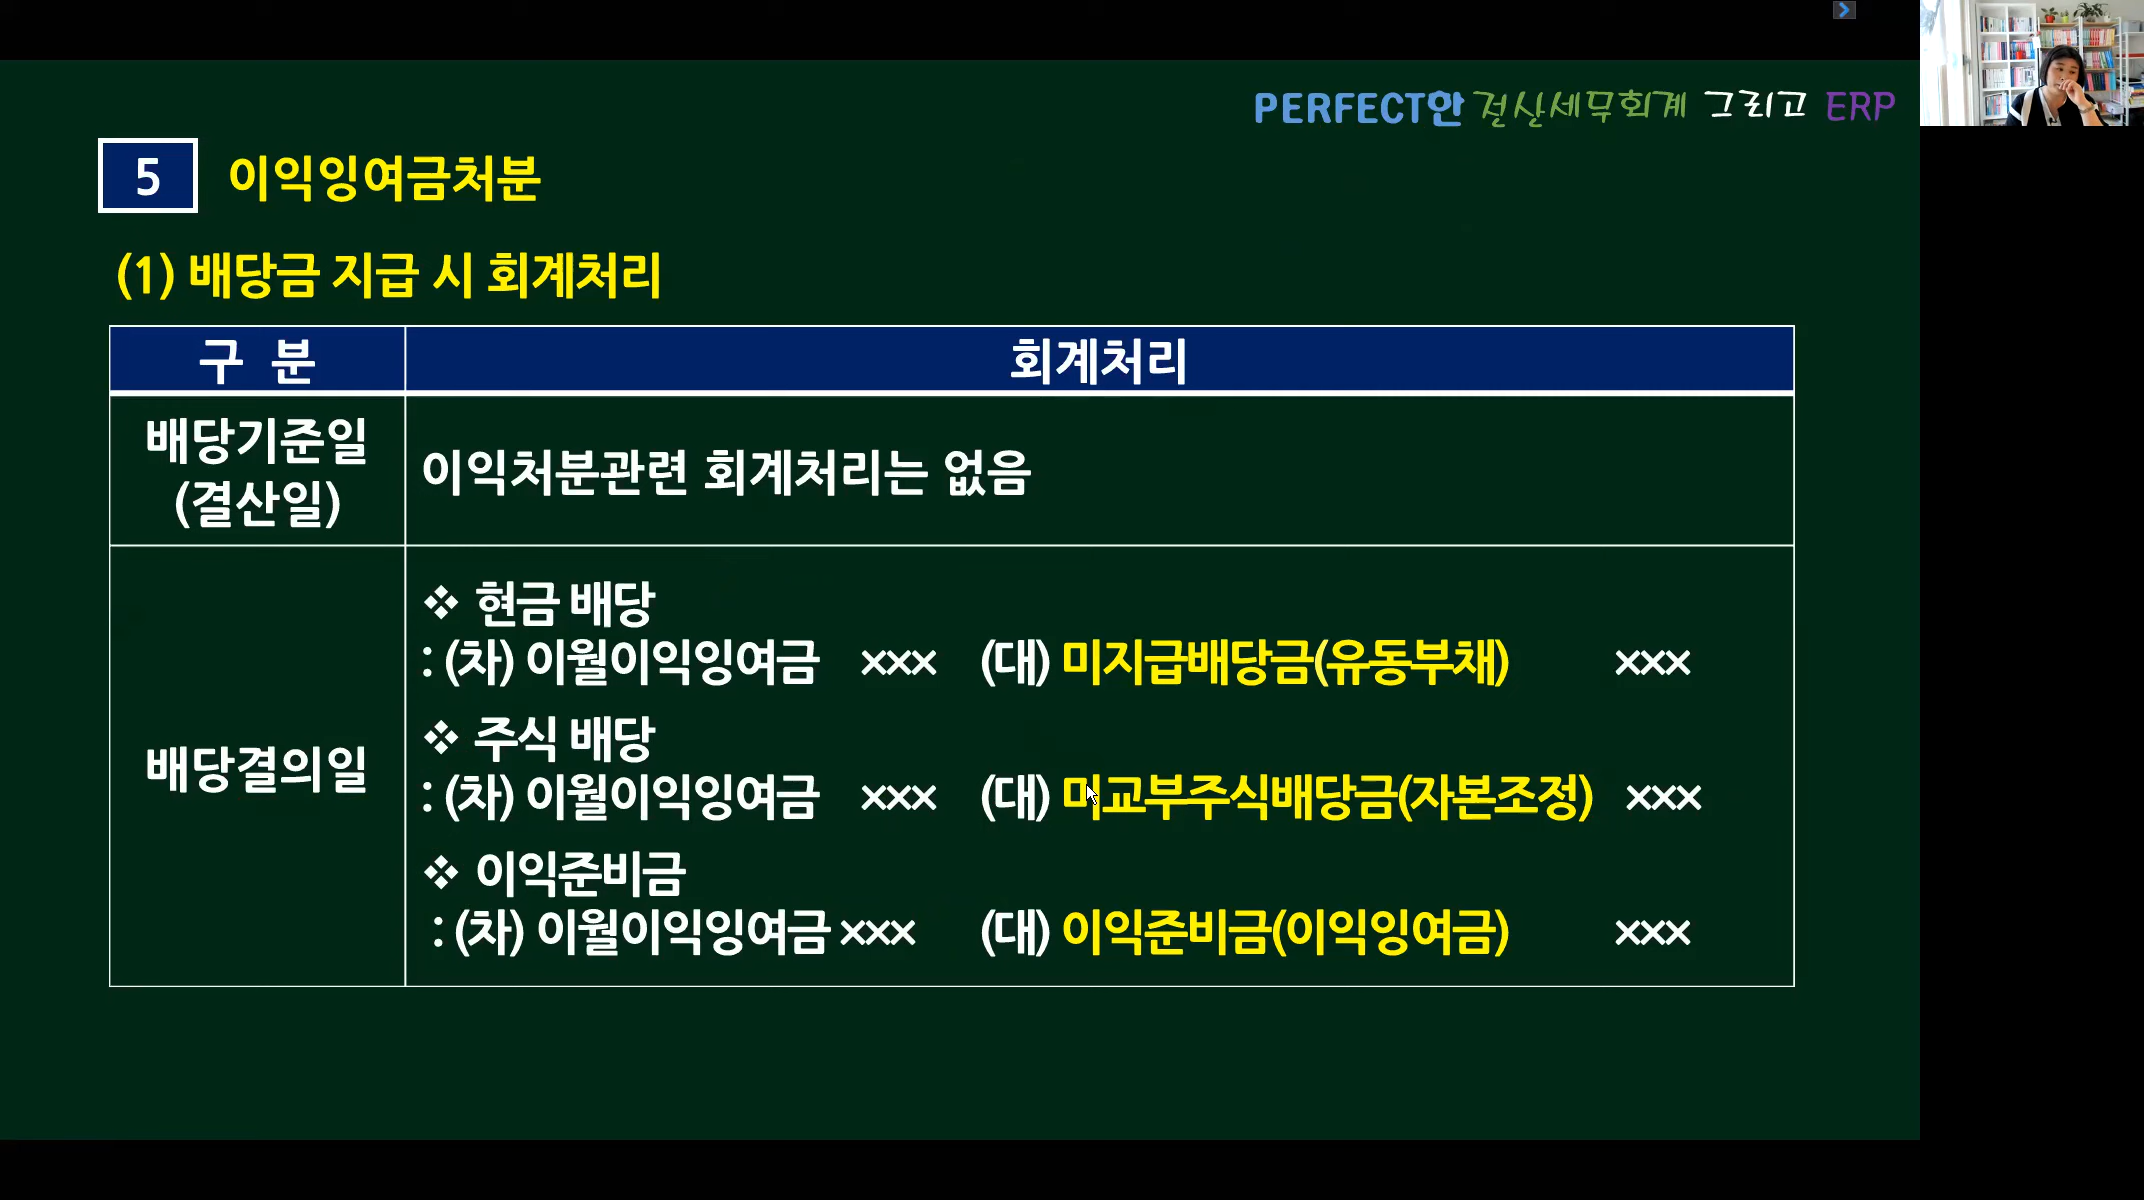 PERFECT한 전산세무회계 그리고 ERP
5 이익잉여금처분
(1) 배당금 지급 시 회계처리
구 분 회계처리
배당기준일
(결산일)
이익처분관련 회계처리는 없음
배당결의일
❖ 현금 배당
: (차) 이월이익잉여금 ××× (대) 미지급배당금(유동부채) ×××
❖ 주식 배당
: (차) 이월이익잉여금 ××× (대) 미교부주식배당금(자본조정) ×××
❖ 이익준비금
: (차) 이월이익잉여금 ××× (대) 이익준비금(이익잉여금) ×××